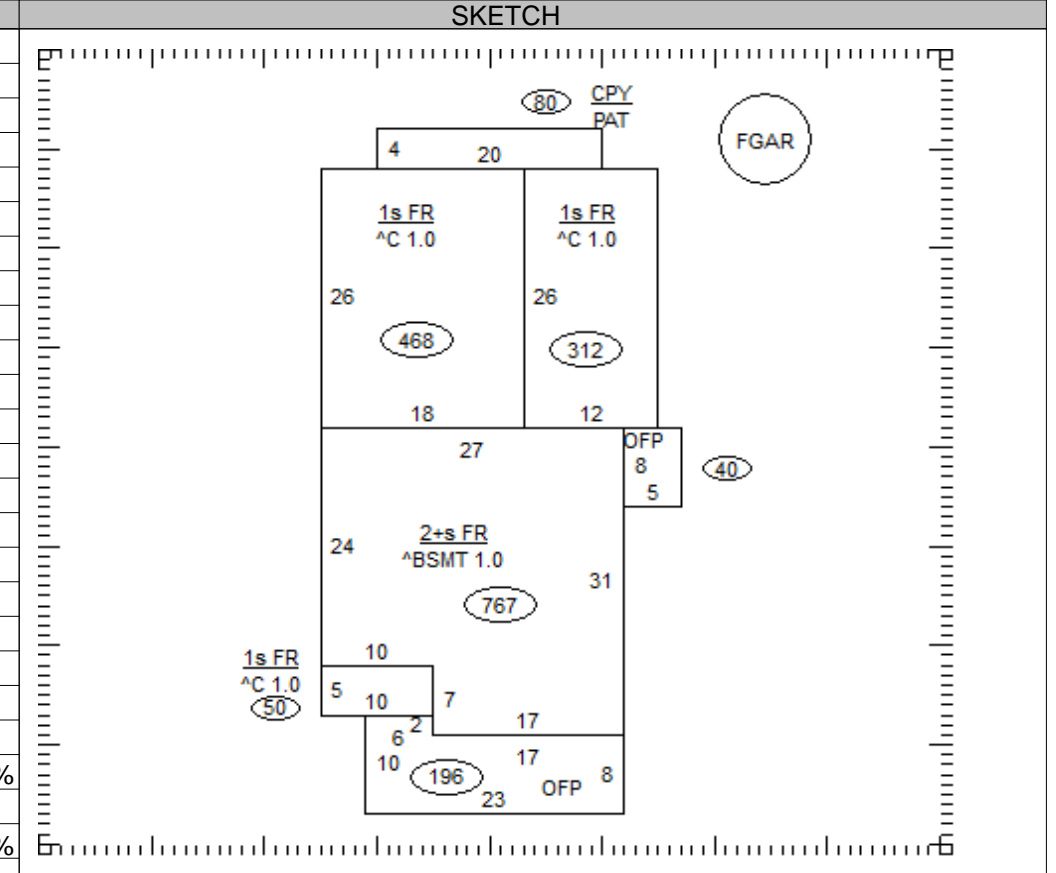 SKETCH
80 CPY
PAT
FGAR
4 20
1s FR 1s FR
^C 1.0 ^C 1.0
26 26
468 312
18 12
27 OFP
8 40
5
2+s FR
24 ^BSMT 1.0
31
767
10
1s FR
^C 1.0 5 10 7
50 2 17
6 17
% 10 196 OFP 8
23
%